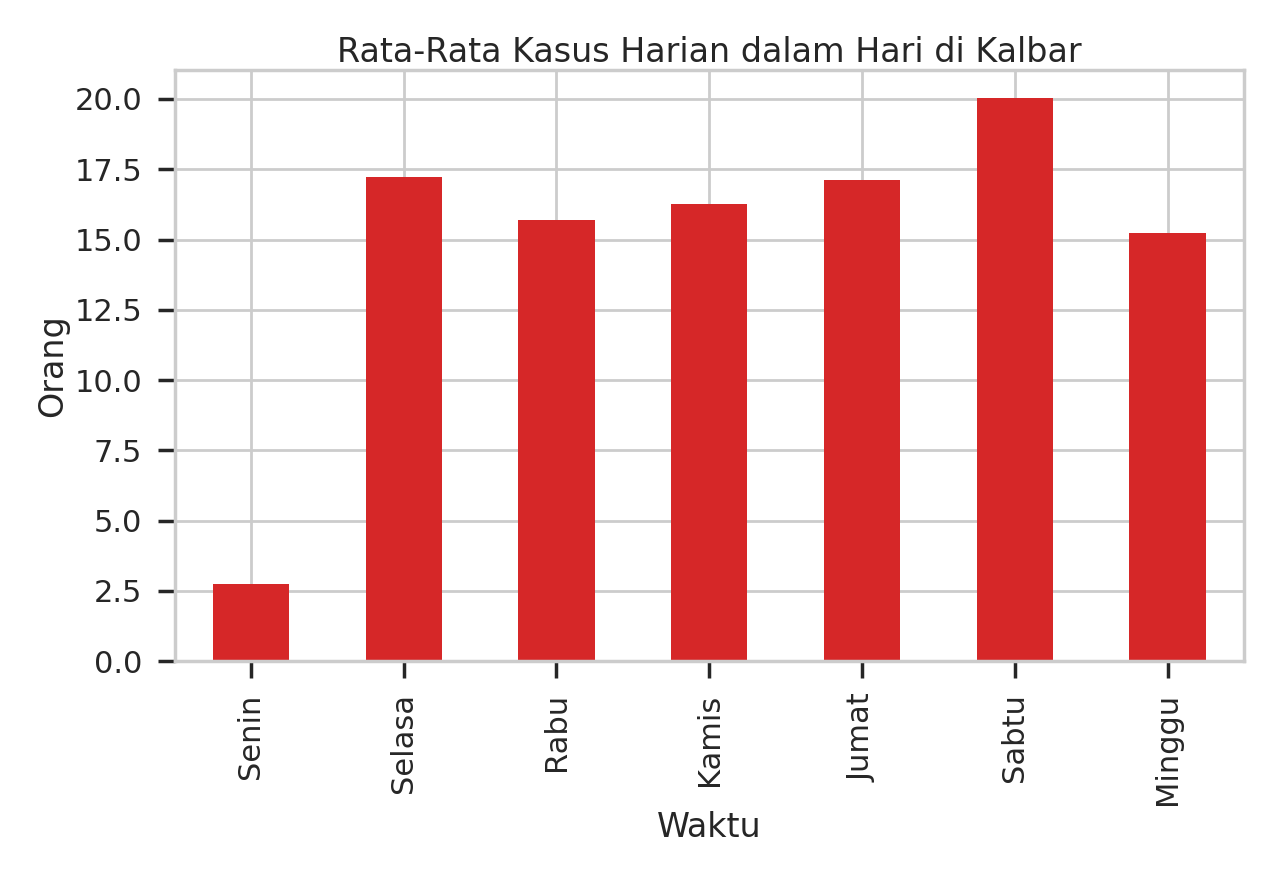 Rata-Rata Kasus Harian dalam Hari di Kalbar
Orang
20.0
17.5
15.0
12.5
10.0
7.5
5.0
2.5
0.0
Senin
Selasa
Rabu
Kamis
Jumat
Sabtu
Minggu
Waktu